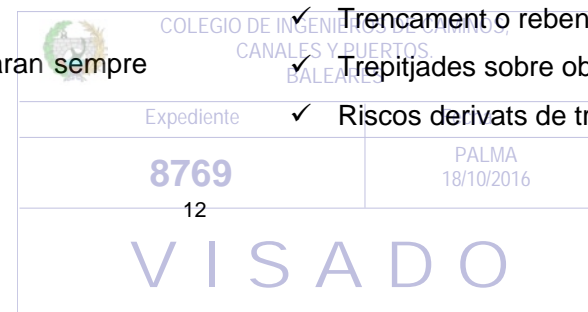 COLEGIO DE INGENIEROS DE CAMINOS,
CANALES Y PUERTOS.
BALEARES
✓ Trencament o reben
aran sempre
✓ Trepitjades sobre ob
✓ Riscos derivats de tr
Expediente
8769
PALMA
18/10/2016
12
VISADO